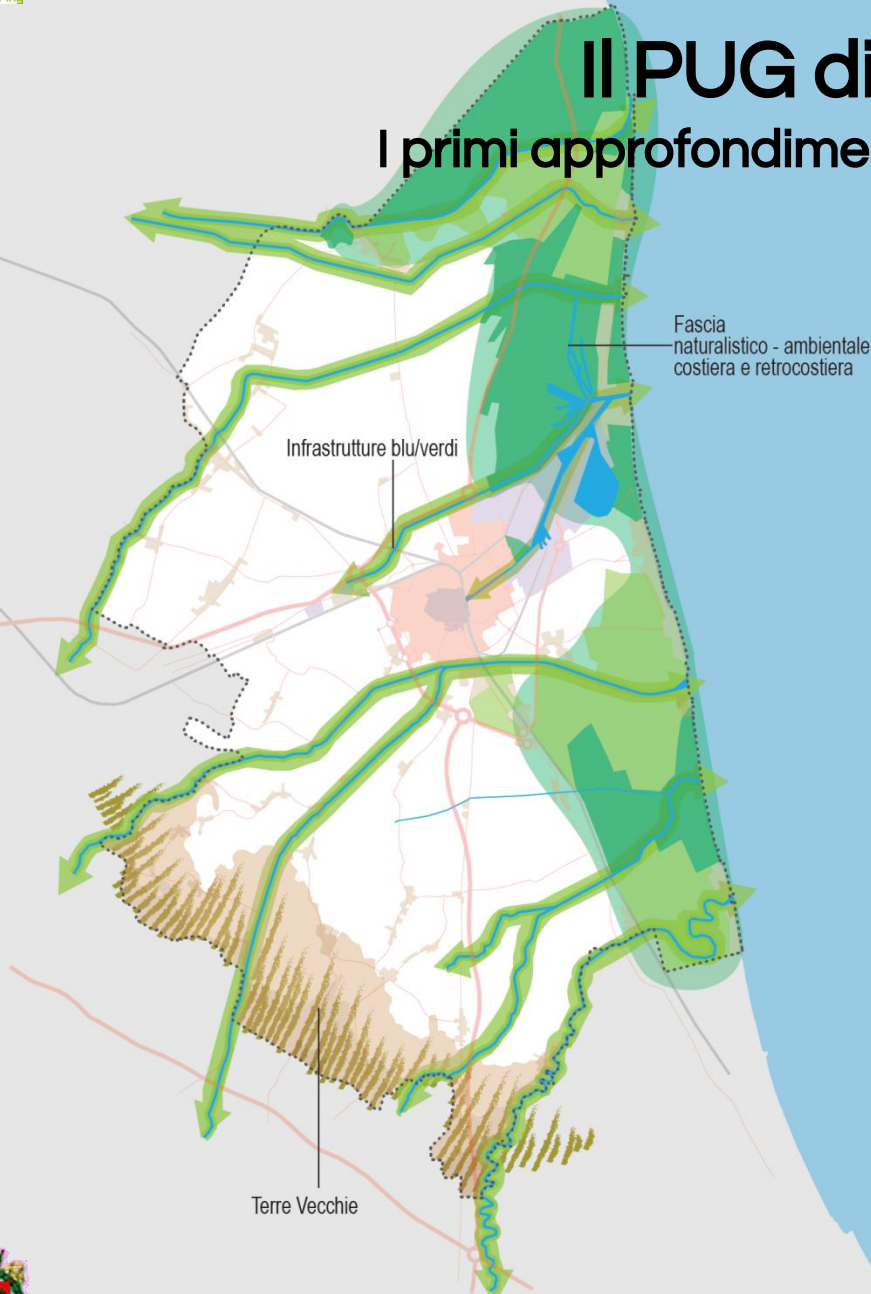 Il PUG di
I primi approfondime
Fascia
naturalistico - ambientale
costiera e retrocostiera
Infrastrutture blu/verdi
Terre Vecchie